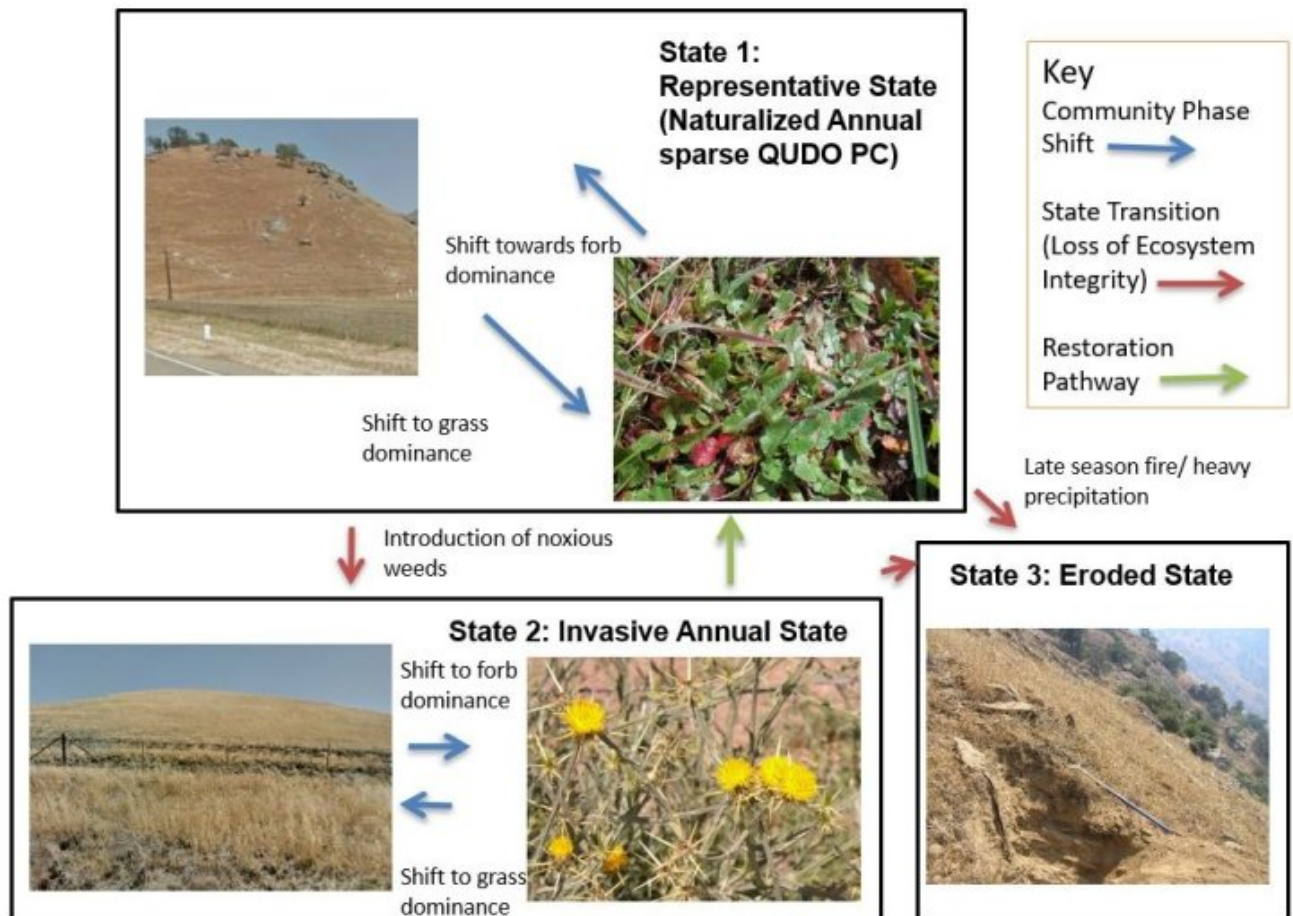 State 1:
Representative State
(Naturalized Annual
sparse QUDO PC)
Shift towards forb
dominance
Shift to grass
dominance
Key
Community Phase
Shift
State Transition
(Loss of Ecosystem
Integrity)
Restoration
Pathway
Late season fire/ heavy
precipitation
Introduction of noxious
weeds
State 2: Invasive Annual State
Shift to forb
dominance
Shift to grass
dominance
State 3: Eroded State